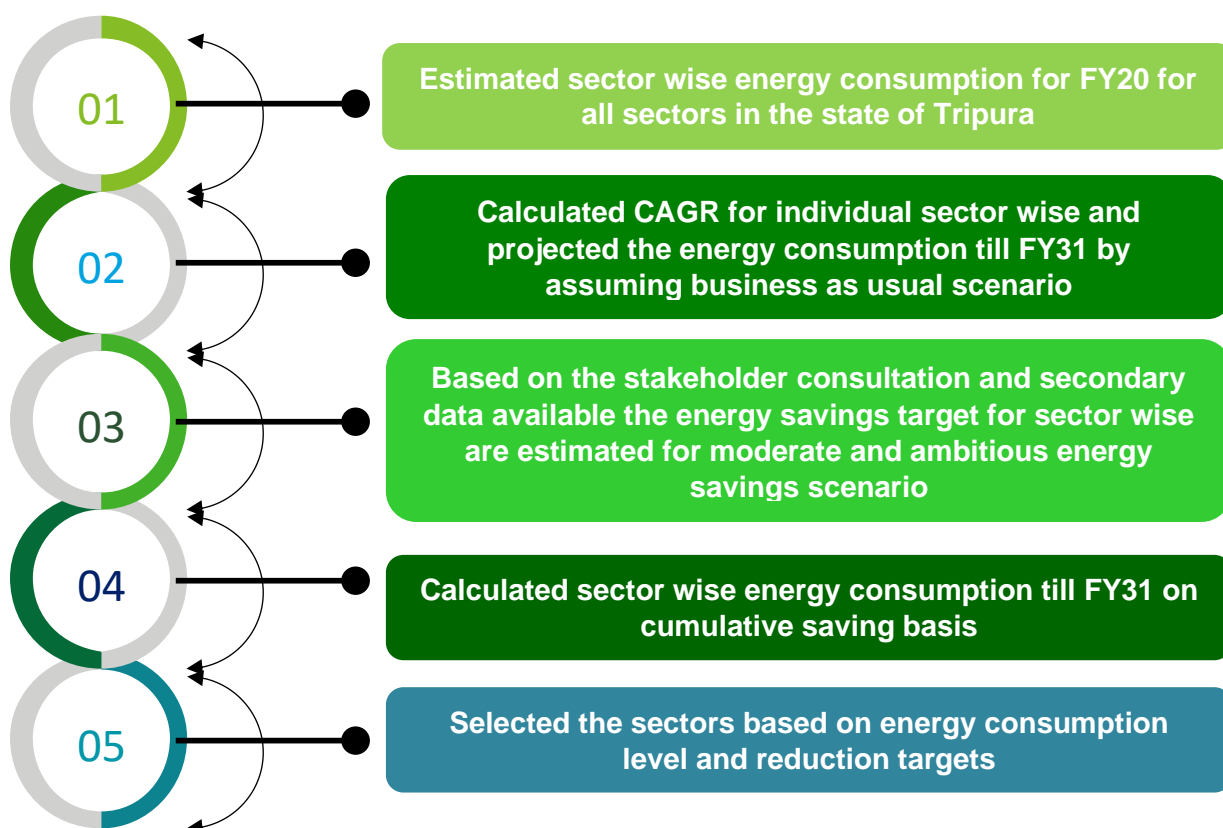 01
Estimated sector wise energy consumption for FY20 for
all sectors in the state of Tripura
02
Calculated CAGR for individual sector wise and
projected the energy consumption till FY31 by
assuming business as usual scenario
03
Based on the stakeholder consultation and secondary
data available the energy savings target for sector wise
are estimated for moderate and ambitious energy
savings scenario
04
Calculated sector wise energy consumption till FY31 on
cumulative saving basis
05
Selected the sectors based on energy consumption
level and reduction targets